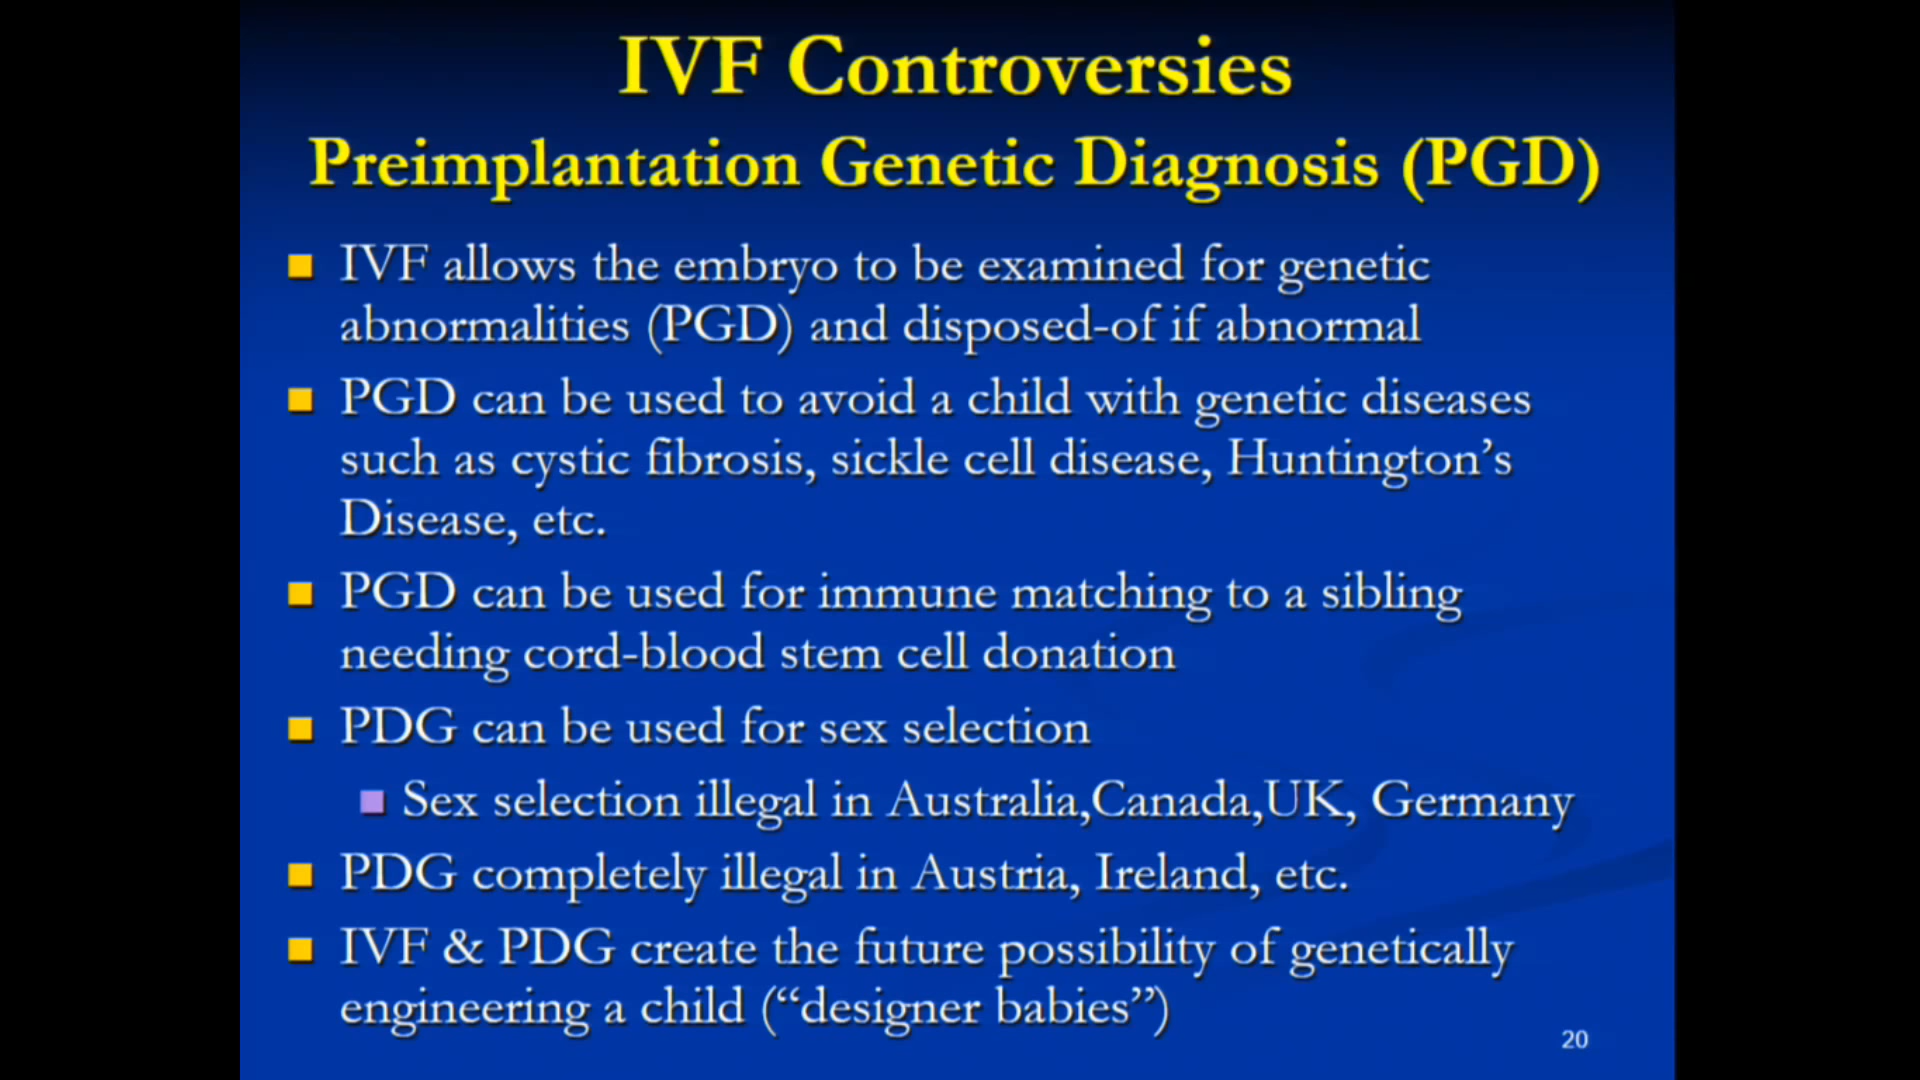 IVF Controversies
Preimplantation Genetic Diagnosis (PGD)
IVF allows the embryo to be examined for genetic
abnormalities (PGD) and disposed-of if abnormal
PGD can be used to avoid a child with genetic diseases
such as cystic fibrosis, sickle cell disease, Huntington’s
Disease, etc.
PGD can be used for immune matching to a sibling
needing cord-blood stem cell donation
PDG can be used for sex selection
Sex selection illegal in Australia,Canada,UK, Germany
PDG completely illegal in Austria, Ireland, etc.
IVF & PDG create the future possibility of genetically
engineering a child (“designer babies”)
20